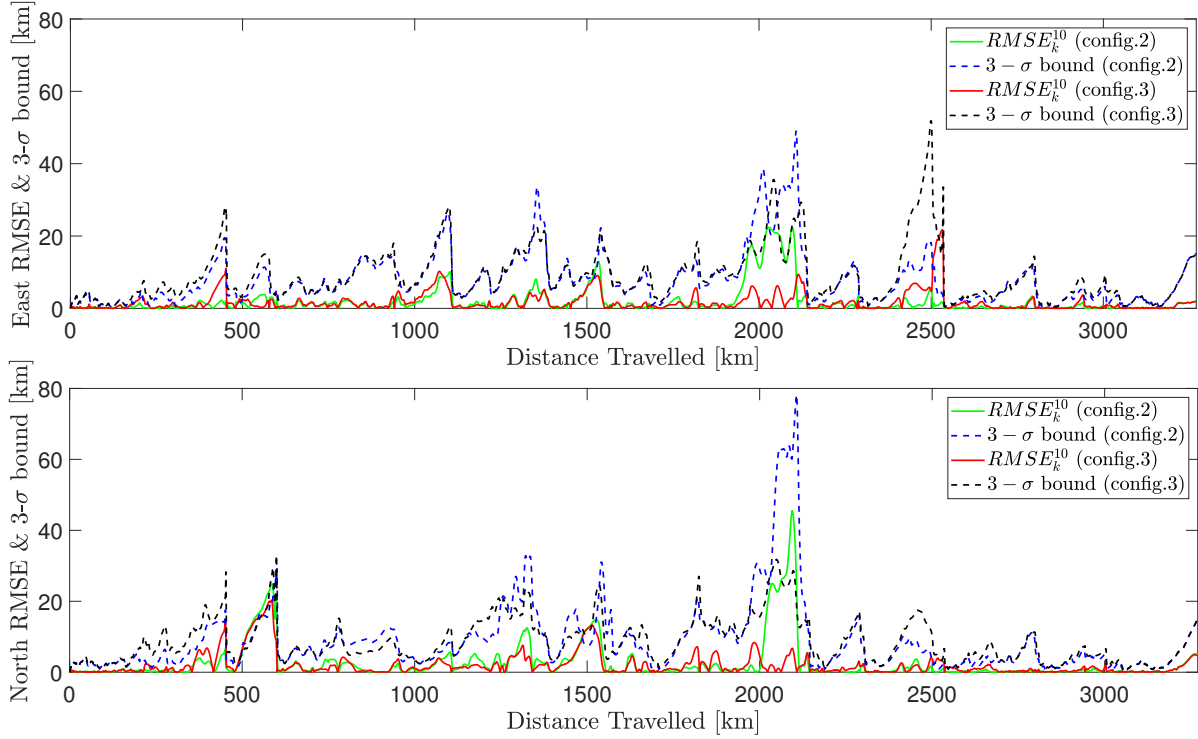 80
60
40
20
0
East RMSE & 3-σ bound [km]
RMSE_k^10 (config.2)
3 − σ bound (config.2)
RMSE_k^10 (config.3)
3 − σ bound (config.3)
0 500 1000 1500 2000 2500 3000
Distance Travelled [km]
80
60
40
20
0
North RMSE & 3-σ bound [km]
RMSE_k^10 (config.2)
3 − σ bound (config.2)
RMSE_k^10 (config.3)
3 − σ bound (config.3)
0 500 1000 1500 2000 2500 3000
Distance Travelled [km]